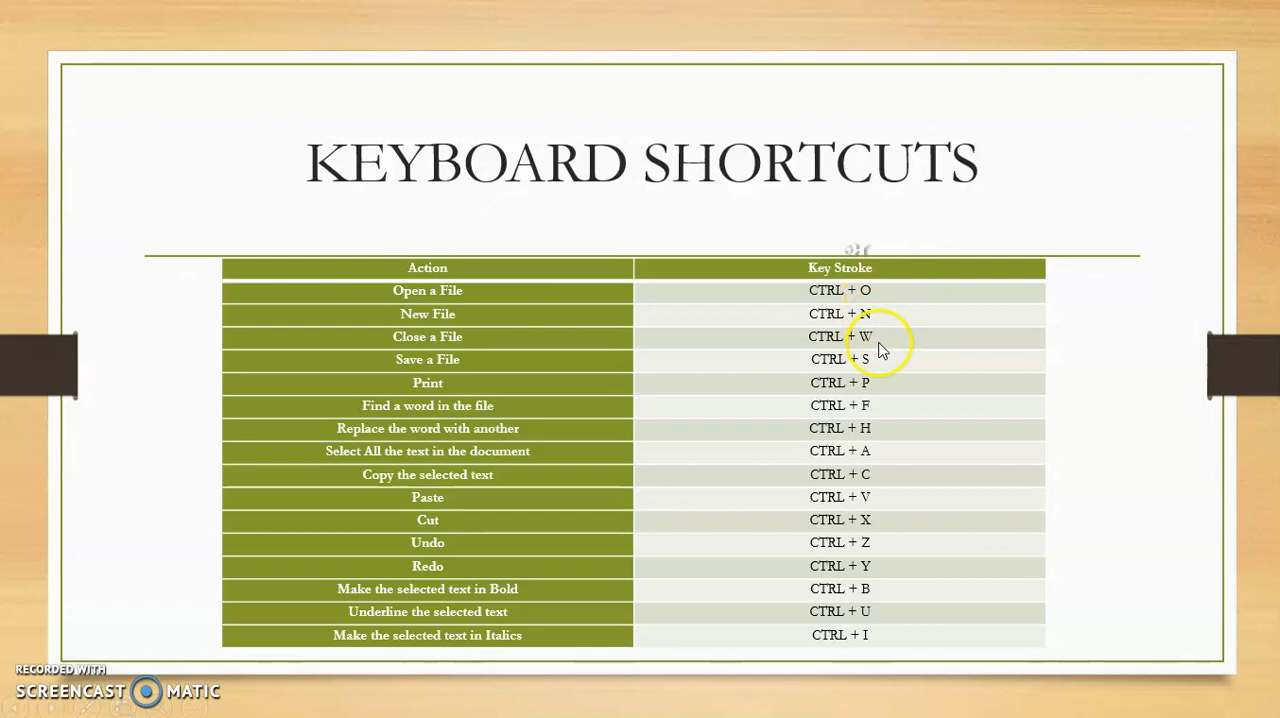 KEYBOARD SHORTCUTS
Action Key Stroke
Open a File CTRL + O
New File CTRL + N
Close a File CTRL + W
Save a File CTRL + S
Print CTRL + P
Find a word in the file CTRL + F
Replace the word with another CTRL + H
Select All the text in the document CTRL + A
Copy the selected text CTRL + C
Paste CTRL + V
Cut CTRL + X
Undo CTRL + Z
Redo CTRL + Y
Make the selected text in Bold CTRL + B
Underline the selected text CTRL + U
Make the selected text in Italics CTRL + I
RECORDED WITH
SCREENCAST MATIC